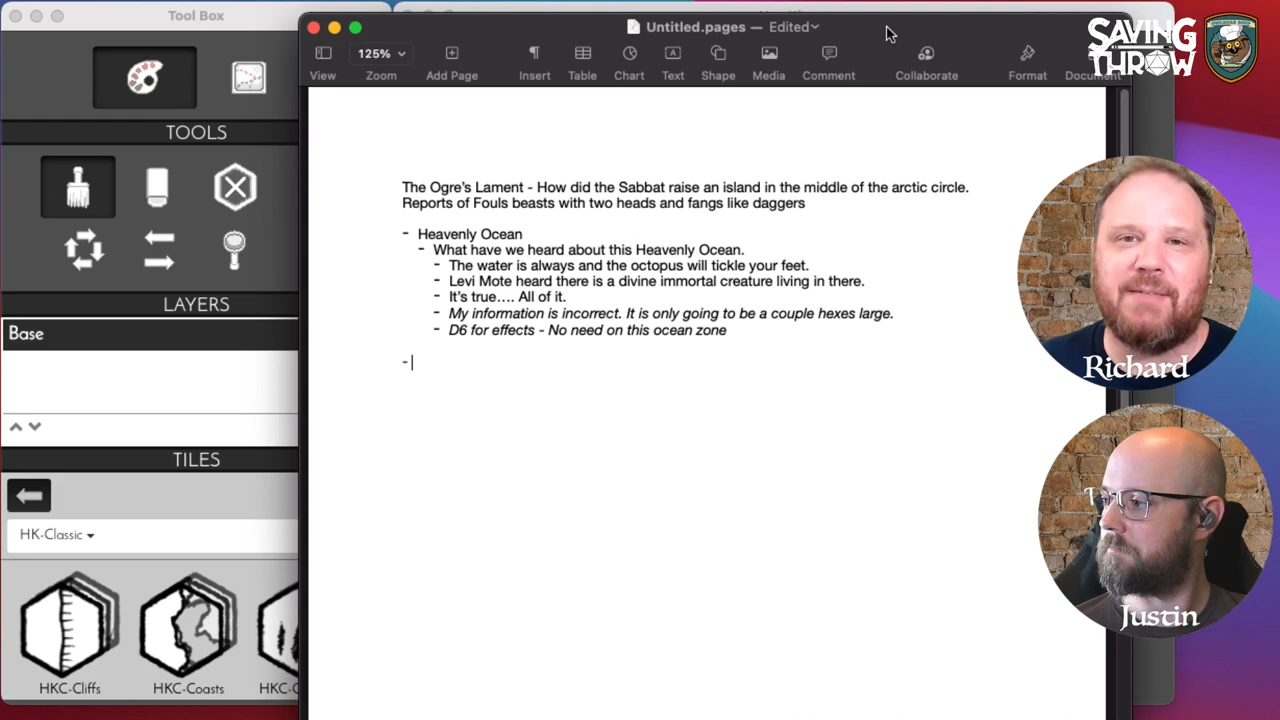 Tool Box
Untitled.pages — Edited
125%
View
Zoom
Add Page
Insert
Table
Chart
Text
Shape
Media
Comment
Collaborate
Format
SAVING
THROW
TOOLS
LAYERS
Base
TILES
HK-Classic
HKC-Cliffs
HKC-Coasts
The Ogre's Lament - How did the Sabbat raise an island in the middle of the arctic circle.
Reports of Fouls beasts with two heads and fangs like daggers
- Heavenly Ocean
- What have we heard about this Heavenly Ocean.
- The water is always and the octopus will tickle your feet.
- Levi Mote heard there is a divine immortal creature living in there.
- It's true…. All of it.
- My information is incorrect. It is only going to be a couple hexes large.
- D6 for effects - No need on this ocean zone
-
Richard
Justin